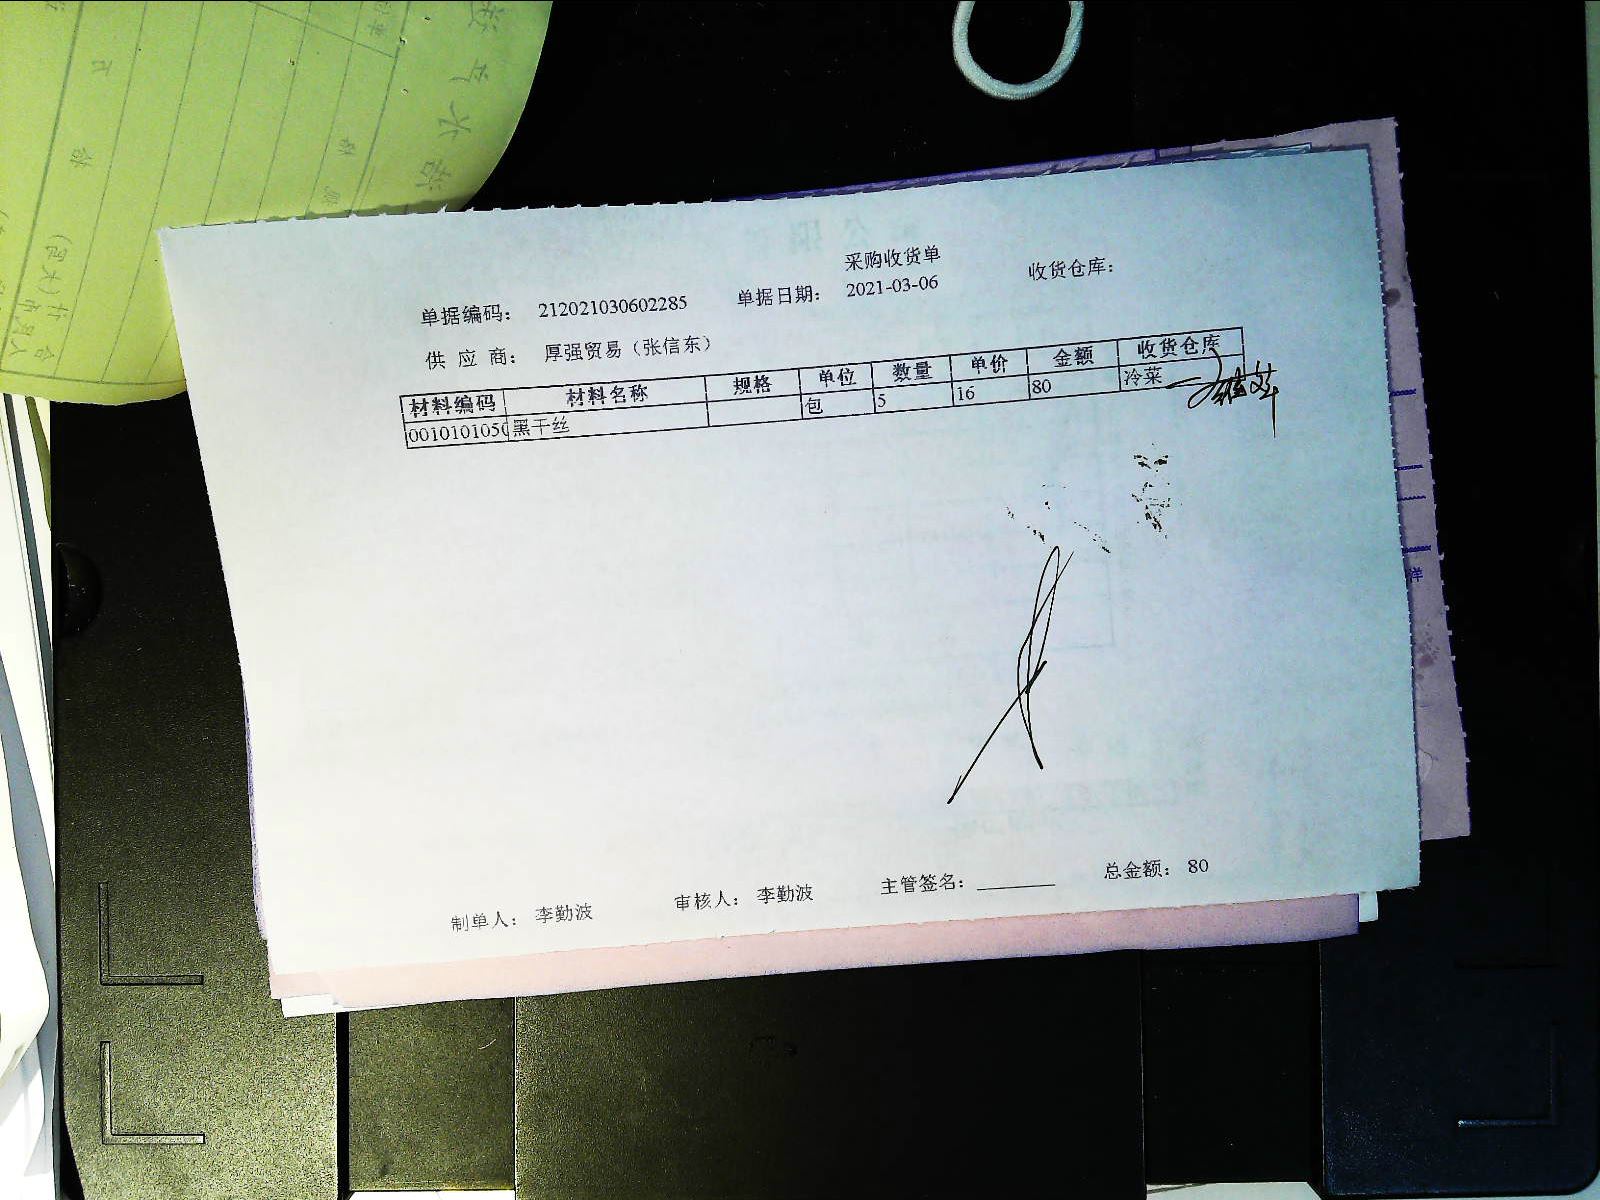 采购收货单
单据编码： 212021030602285 单据日期： 2021-03-06 收货仓库：
供 应 商： 厚强贸易（张信东）
材料编码 材料名称 规格 单位 数量 单价 金额 收货仓库
0010101050 黑干丝 包 5 16 80 冷菜
制单人： 李勤波 审核人： 李勤波 主管签名： 总金额： 80
洋